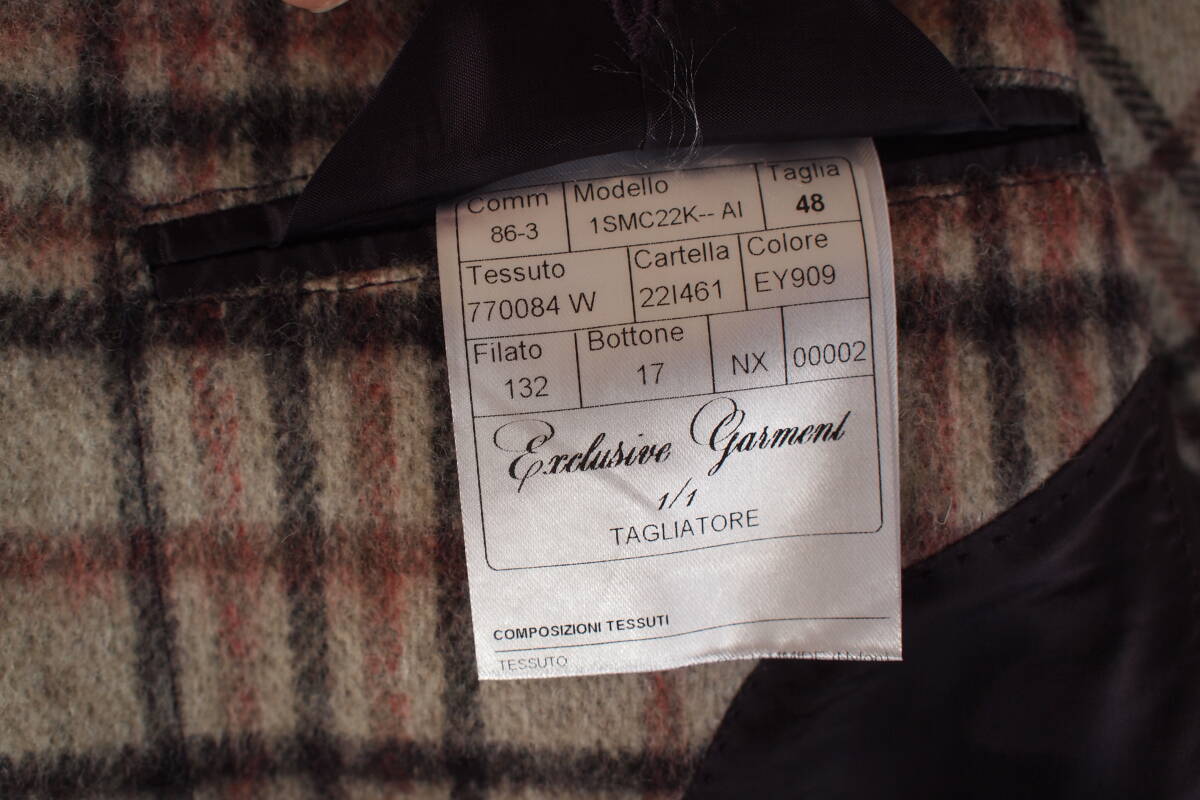 Comm Modello Taglia
86-3 1SMC22K-- AI 48
Tessuto Cartella Colore
770084 W 22I461 EY909
Filato Bottone
132 17 NX 00002
Exclusive Garment
1/1
TAGLIATORE
COMPOSIZIONI TESSUTI
TESSUTO